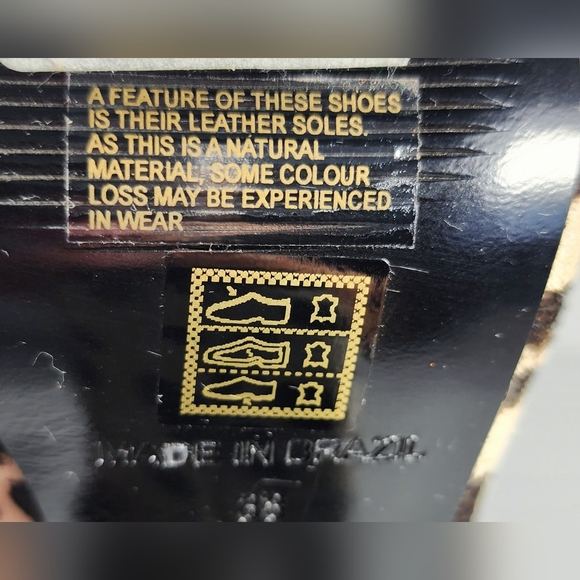 A FEATURE OF THESE SHOES
IS THEIR LEATHER SOLES.
AS THIS IS A NATURAL
MATERIAL, SOME COLOUR
LOSS MAY BE EXPERIENCED
IN WEAR
MADE IN BRAZIL